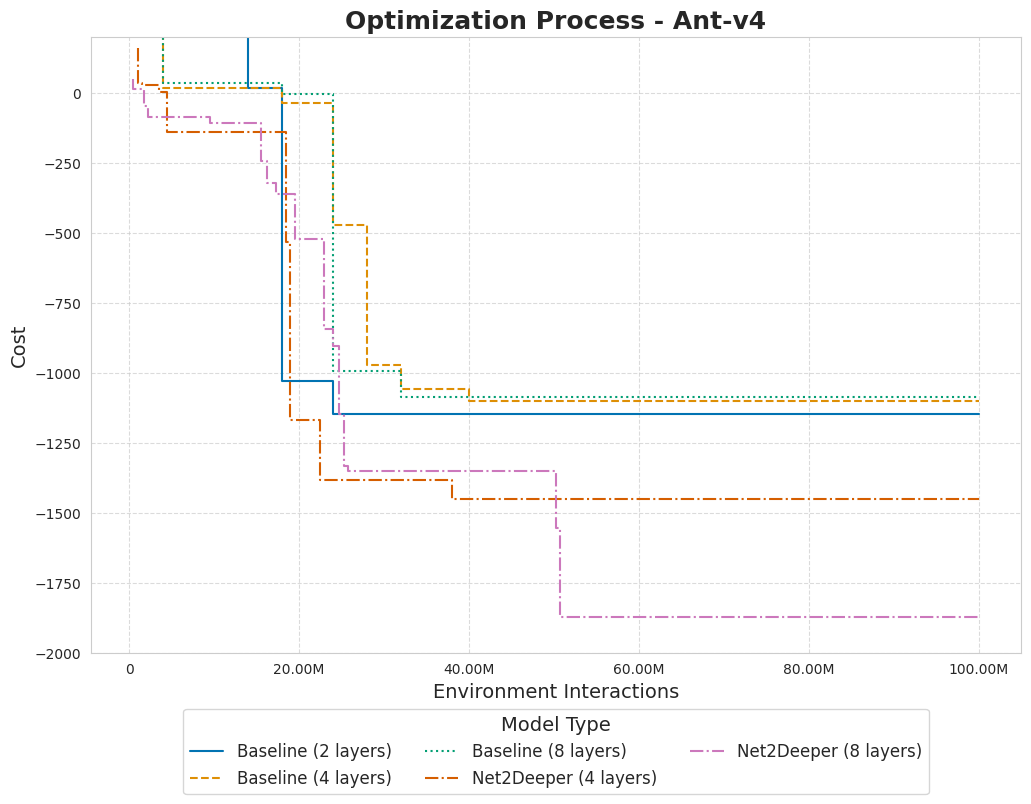 Optimization Process - Ant-v4
Cost
0
−250
−500
−750
−1000
−1250
−1500
−1750
−2000
0
20.00M
40.00M
60.00M
80.00M
100.00M
Environment Interactions
Model Type
Baseline (2 layers)
Baseline (4 layers)
Baseline (8 layers)
Net2Deeper (4 layers)
Net2Deeper (8 layers)